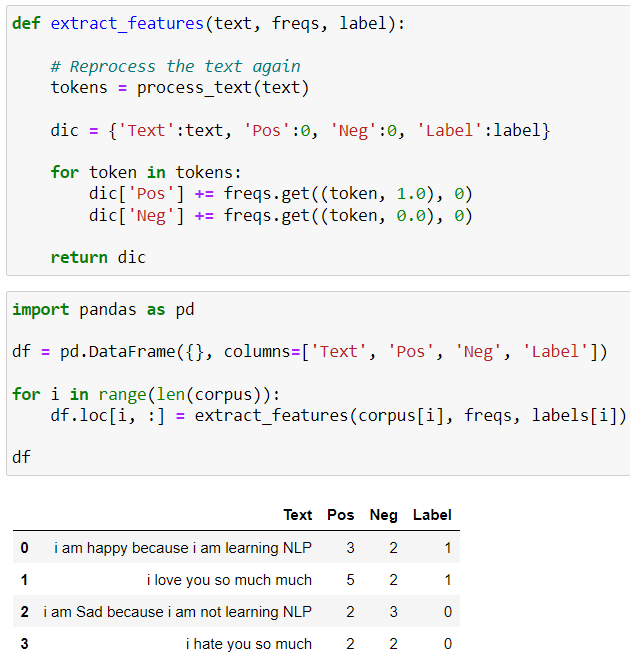 def extract_features(text, freqs, label):
# Reprocess the text again
tokens = process_text(text)
dic = {'Text':text, 'Pos':0, 'Neg':0, 'Label':label}
for token in tokens:
dic['Pos'] += freqs.get((token, 1.0), 0)
dic['Neg'] += freqs.get((token, 0.0), 0)
return dic
import pandas as pd
df = pd.DataFrame({}, columns=['Text', 'Pos', 'Neg', 'Label'])
for i in range(len(corpus)):
df.loc[i, :] = extract_features(corpus[i], freqs, labels[i])
df
Text Pos Neg Label
0 i am happy because i am learning NLP 3 2 1
1 i love you so much much 5 2 1
2 i am Sad because i am not learning NLP 2 3 0
3 i hate you so much 2 2 0